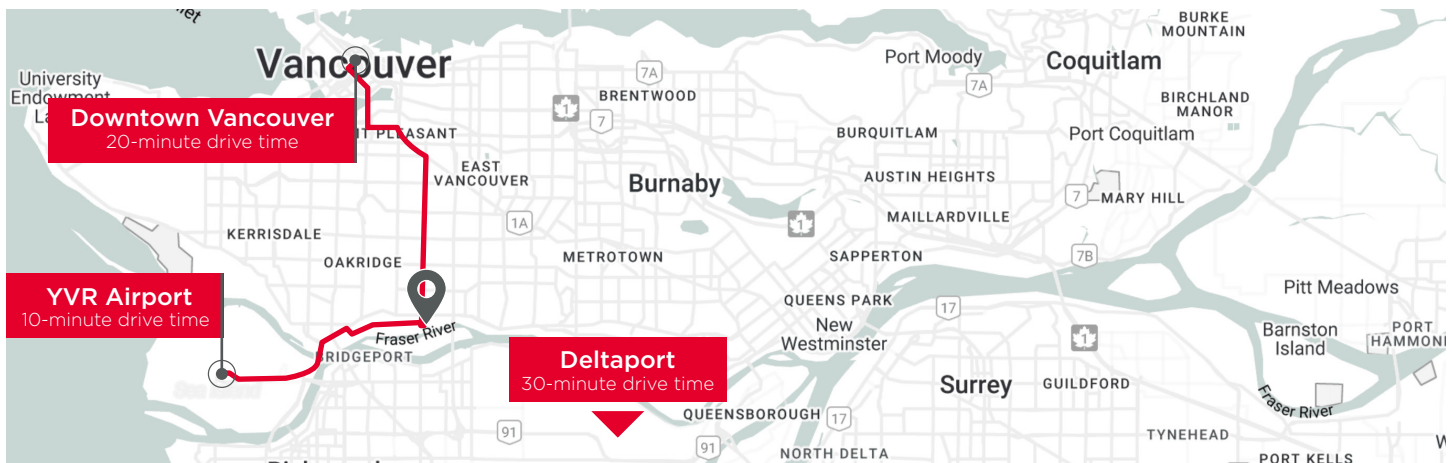 BURKE
MOUNTAIN
Vancouver
Port Moody
Coquitlam
7A
University
Endowment
7A
BRENTWOOD
1
7
BIRCHLAND
MANOR
Downtown Vancouver
20-minute drive time
PLEASANT
BURQUITLAM
Port Coquitlam
EAST
VANCOUVER
Burnaby
AUSTIN HEIGHTS
7
MARY HILL
1A
1
MAILLARDVILLE
KERRISDALE
OAKRIDGE
METROTOWN
SAPPERTON
7B
YVR Airport
10-minute drive time
Fraser River
BRIDGEPORT
QUEENS PARK
17
Pitt Meadows
New
Westminster
1
Barnston
Island
PORT
HAMMOND
Deltaport
30-minute drive time
Surrey
GUILDFORD
Fraser River
QUEENSBOROUGH
17
91
91
TYNEHEAD
NORTH DELTA
PORT KELLS